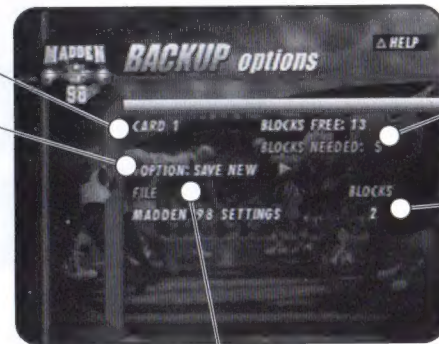 MADDEN 98
BACKUP options
△ HELP
CARD 1
BLOCKS FREE: 13
BLOCKS NEEDED: 5
OPTION: SAVE NEW
FILE
BLOCKS
MADDEN 98 SETTINGS
2